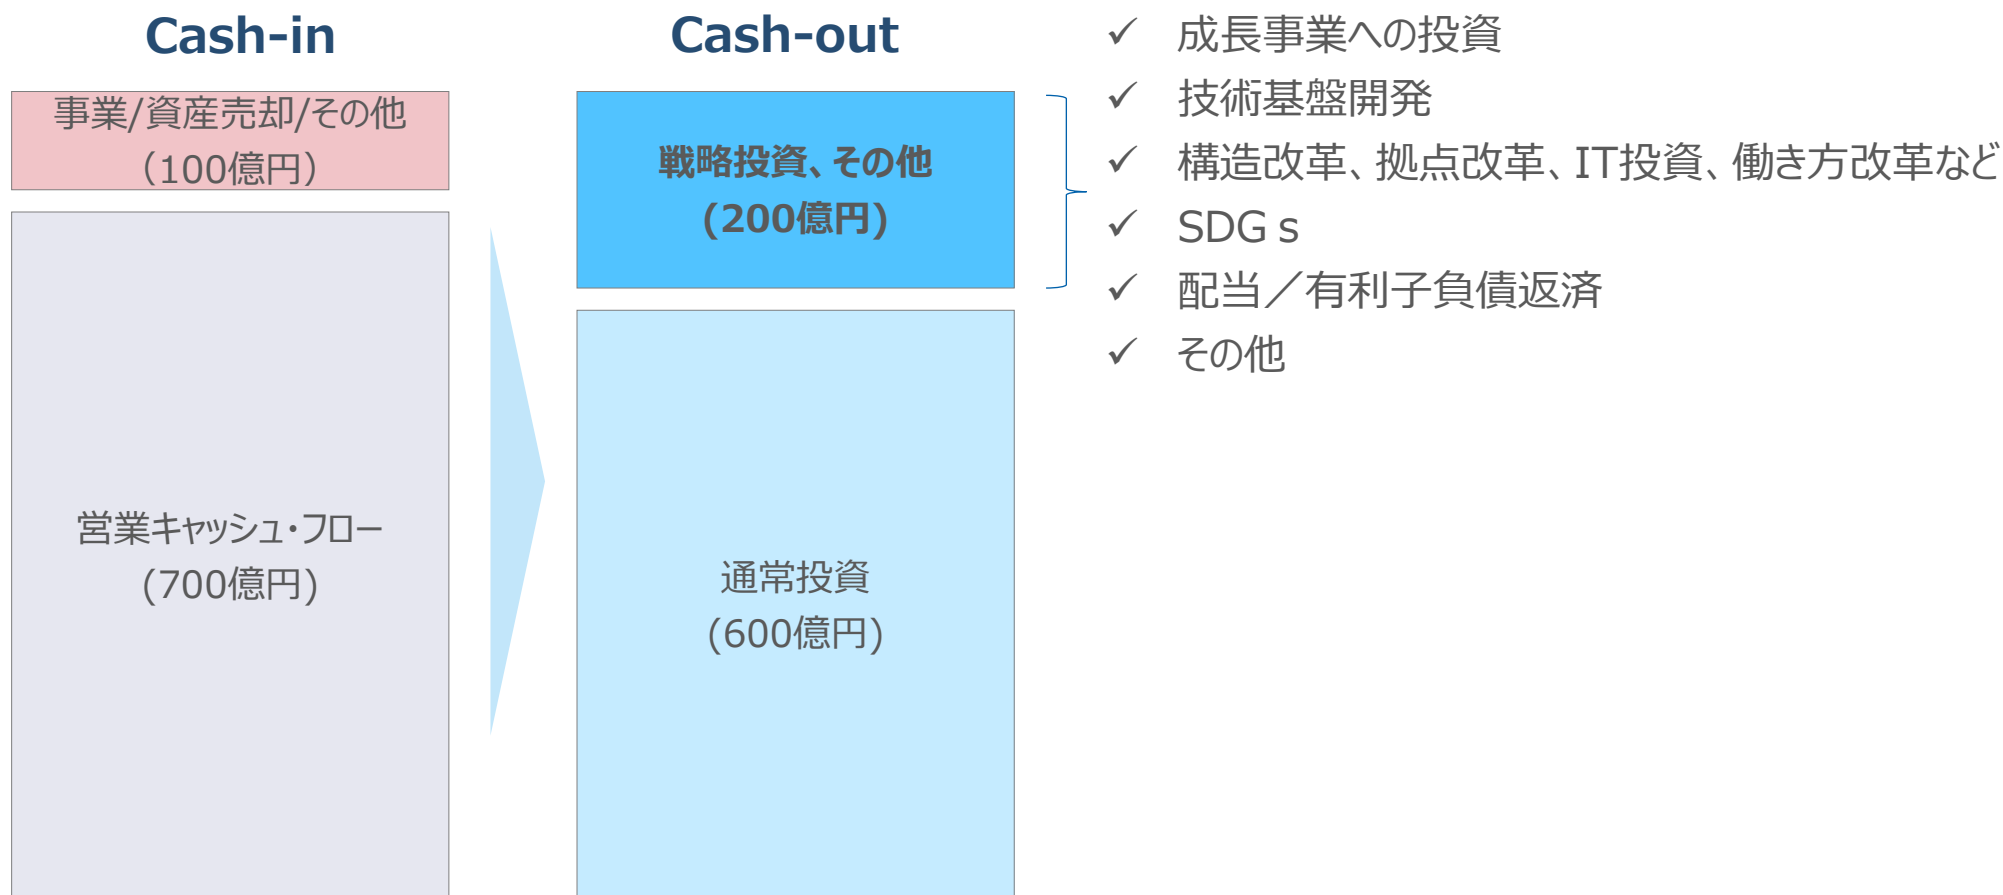 Cash-in
事業/資産売却/その他
(100億円)
営業キャッシュ・フロー
(700億円)
Cash-out
戦略投資、その他
(200億円)
通常投資
(600億円)
✓ 成長事業への投資
✓ 技術基盤開発
✓ 構造改革、拠点改革、IT投資、働き方改革など
✓ SDGｓ
✓ 配当／有利子負債返済
✓ その他